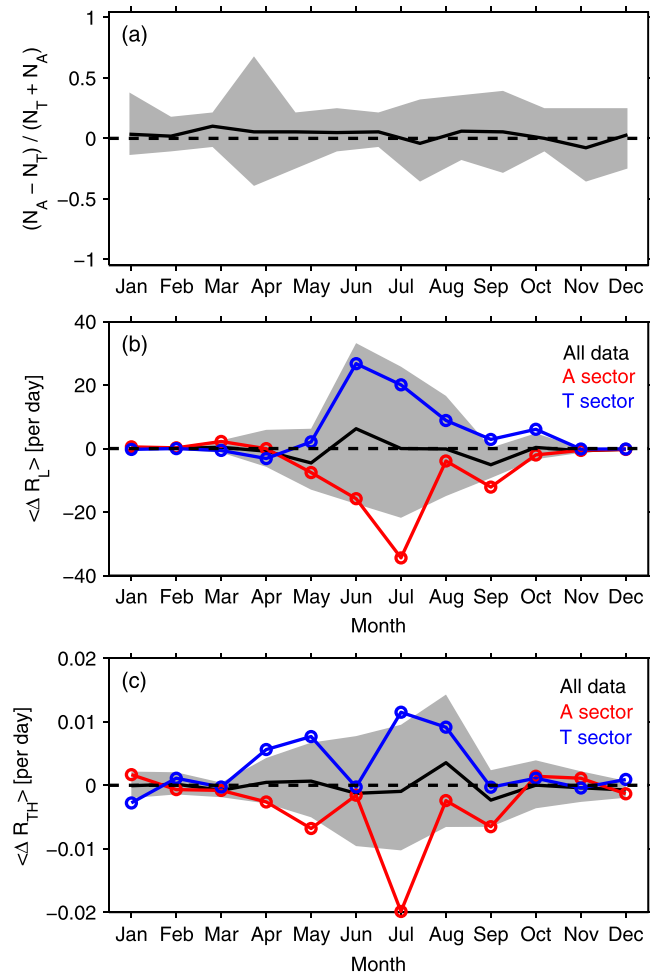 (a)
(N_A − N_T) / (N_T + N_A)
1
0.5
0
−0.5
−1
Jan Feb Mar Apr May Jun Jul Aug Sep Oct Nov Dec
(b)
<Δ R_L> [per day]
All data
A sector
T sector
40
20
0
−20
−40
Jan Feb Mar Apr May Jun Jul Aug Sep Oct Nov Dec
Month
(c)
<Δ R_TH> [per day]
All data
A sector
T sector
0.02
0.01
0
−0.01
−0.02
Jan Feb Mar Apr May Jun Jul Aug Sep Oct Nov Dec
Month